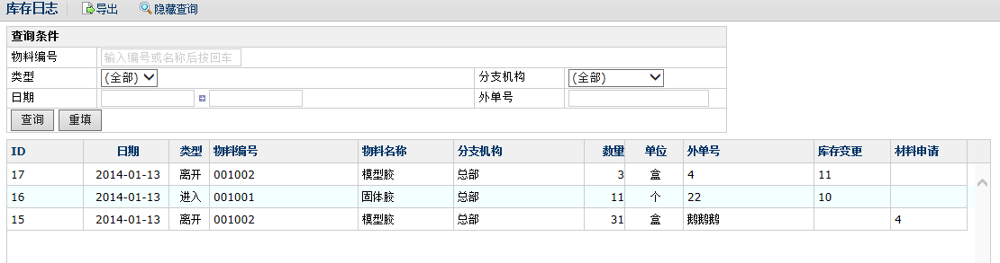 库存日志 导出 隐藏查询
查询条件
物料编号 输入编号或名称后按回车
类型 (全部) 分支机构 (全部)
日期 外单号
查询 重填
ID 日期 类型 物料编号 物料名称 分支机构 数量 单位 外单号 库存变更 材料申请
17 2014-01-13 离开 001002 模型胶 总部 3 盒 4 11
16 2014-01-13 进入 001001 固体胶 总部 11 个 22 10
15 2014-01-13 离开 001002 模型胶 总部 31 盒 鹅鹅鹅 4